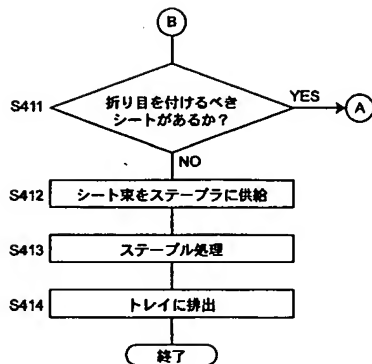 B
S411
折り目を付けるべき
シートがあるか？
YES
A
NO
S412
シート束をステープラに供給
S413
ステープル処理
S414
トレイに排出
終了